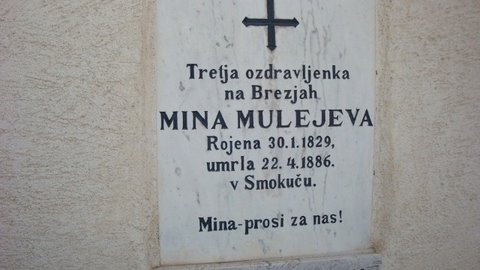 Tretja ozdravljenka
na Brezjah
MINA MULEJEVA
Rojena 30.1.1829,
umrla 22.4.1886.
v Smokuču.
Mina-prosi za nas!